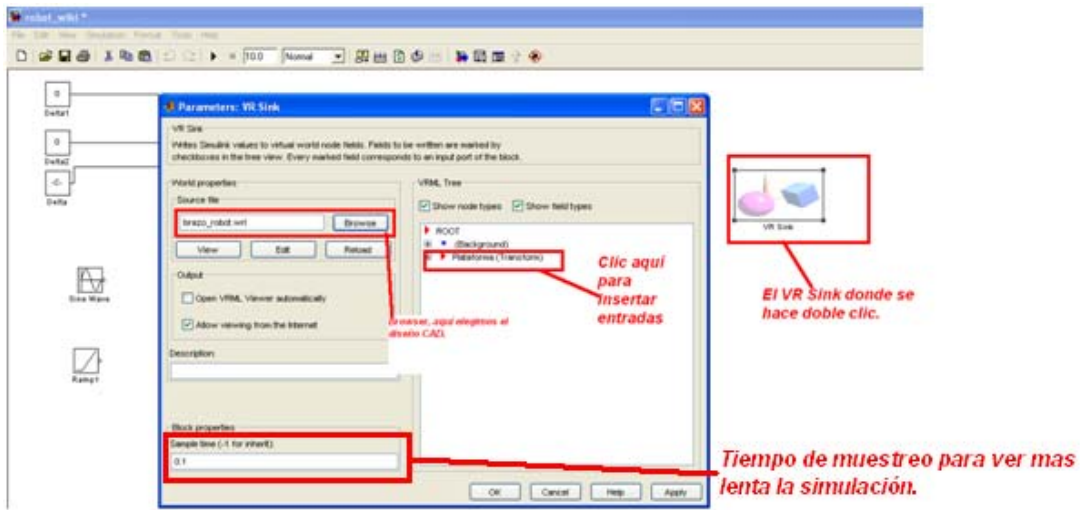 robot_wiki *
File Edit View Simulation Format Tools Help
10.0 Normal
0
Delta1
0
Delta2
-C-
Delta
Sine Wave
Ramp1
Parameters: VR Sink
VR Sink
Writes Simulink values to virtual world node fields. Fields to be written are marked by
checkboxes in the tree view. Every marked field corresponds to an input port of the block.
World properties
Source file
brazo_robot.wrl
Browse
View
Edit
Reload
Output
Open VRML Viewer automatically
Allow viewing from the Internet
Description
Block properties
Sample time (-1 for inherit):
0.1
VRML Tree
Show node types
Show field types
ROOT
(Background)
Plataforma (Transform)
OK
Cancel
Help
Apply
Browser, aquí elegimos el
diseño CAD.
Clic aquí
para
insertar
entradas
VR Sink
El VR Sink donde se
hace doble clic.
Tiempo de muestreo para ver mas
lenta la simulación.